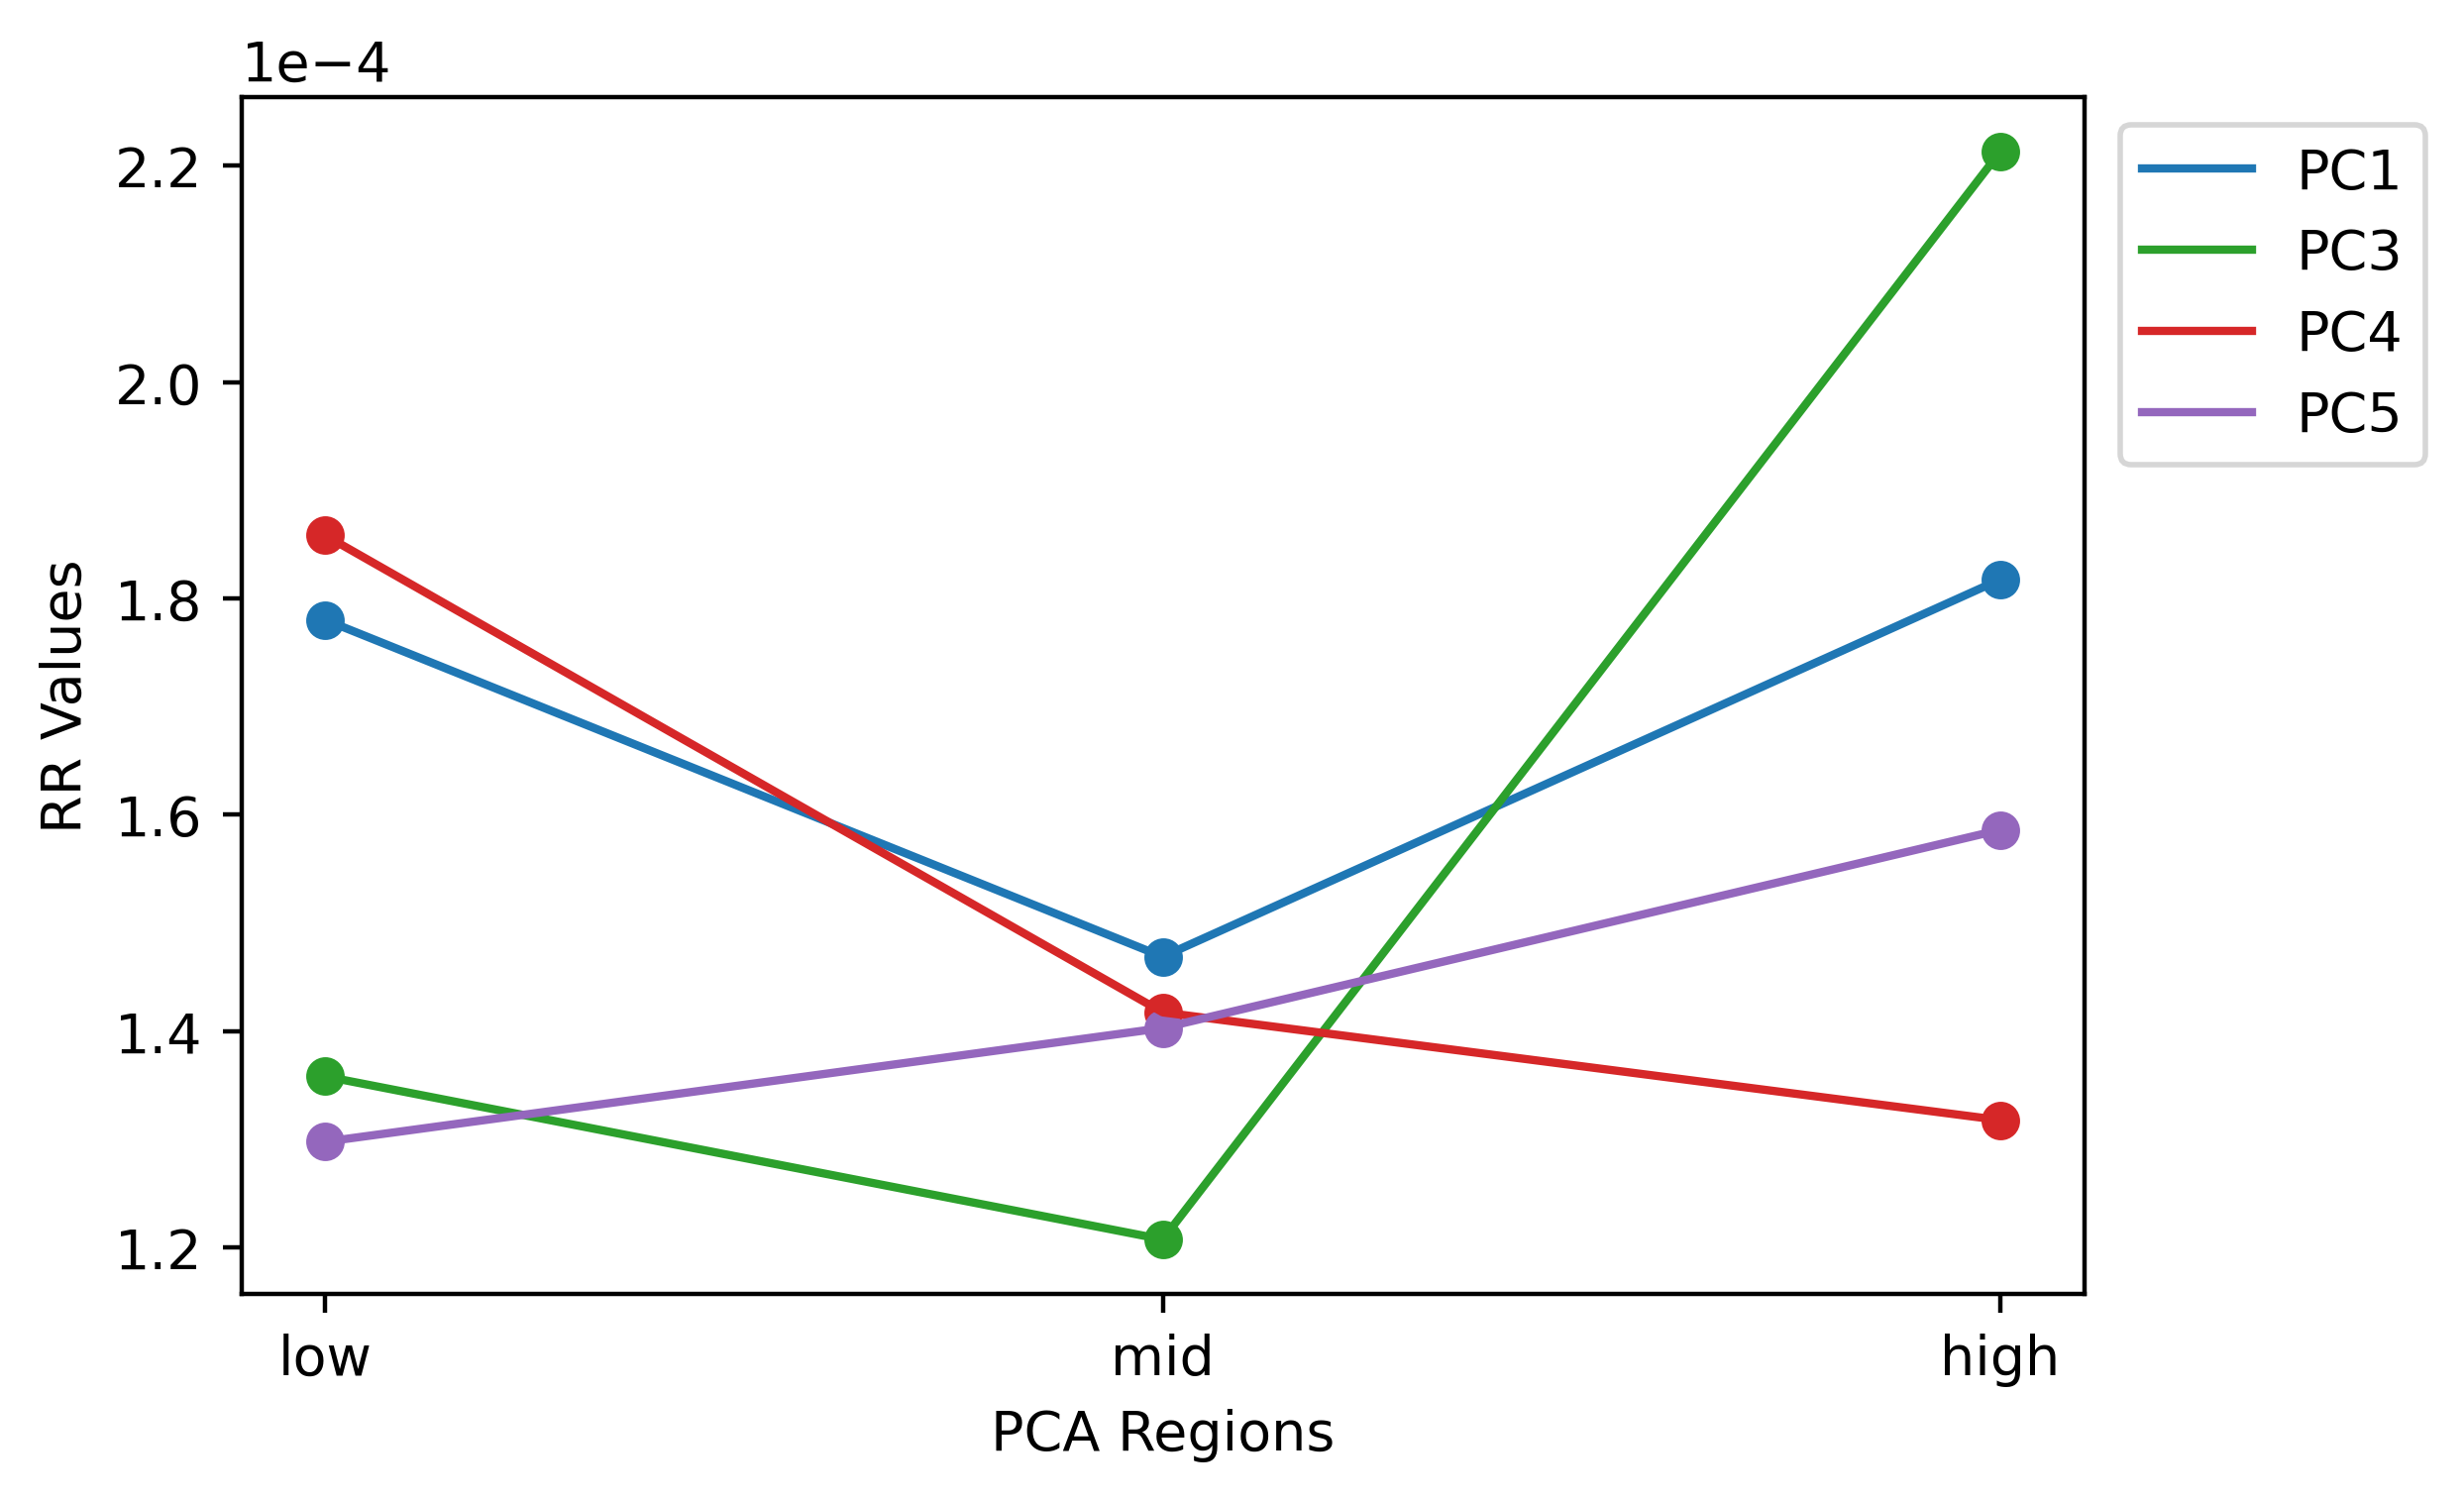 1e−4
2.2
2.0
1.8
1.6
1.4
1.2
RR Values
low mid high
PCA Regions
PC1
PC3
PC4
PC5